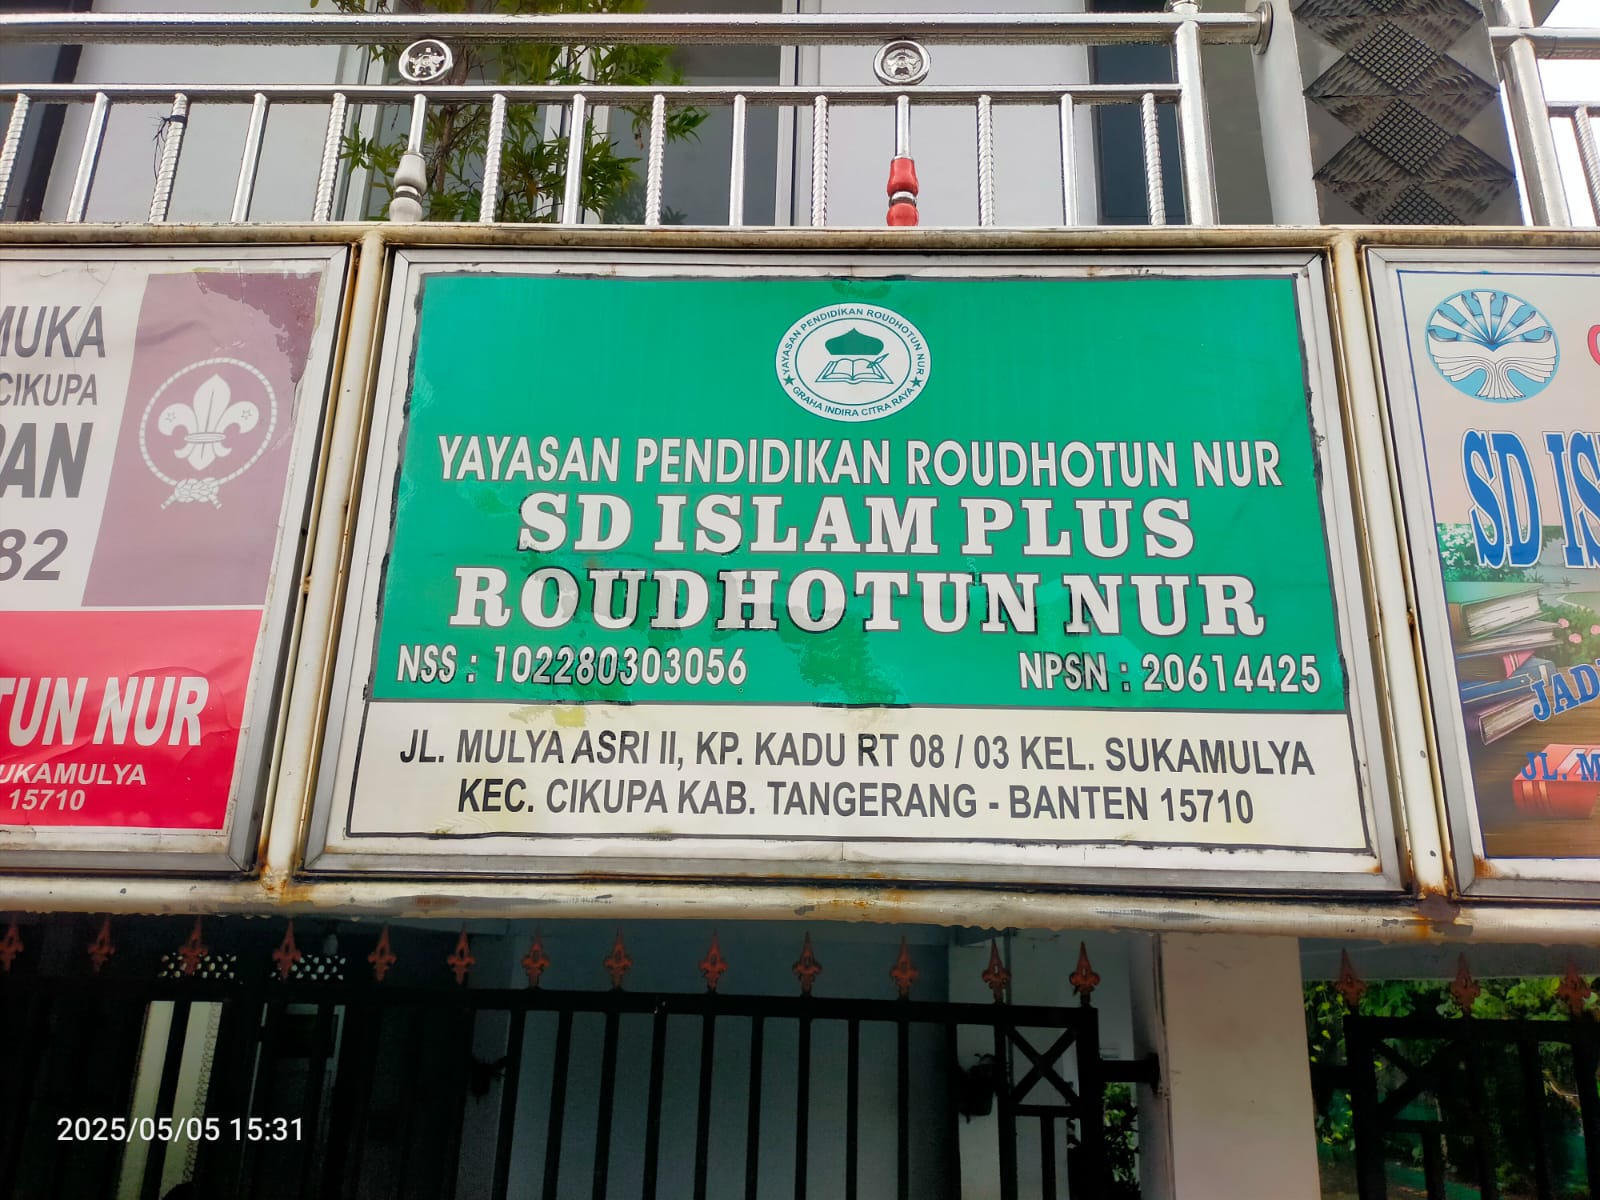 MUKA
CIKUPA
PAN
82
TUN NUR
UKAMULYA
15710
YAYASAN PENDIDIKAN ROUDHOTUN NUR
GRAHA INDIRA CITRA RAYA
YAYASAN PENDIDIKAN ROUDHOTUN NUR
SD ISLAM PLUS
ROUDHOTUN NUR
NSS : 102280303056 NPSN : 20614425
JL. MULYA ASRI II, KP. KADU RT 08 / 03 KEL. SUKAMULYA
KEC. CIKUPA KAB. TANGERANG - BANTEN 15710
SD IS
JAD
JL. M
2025/05/05 15:31